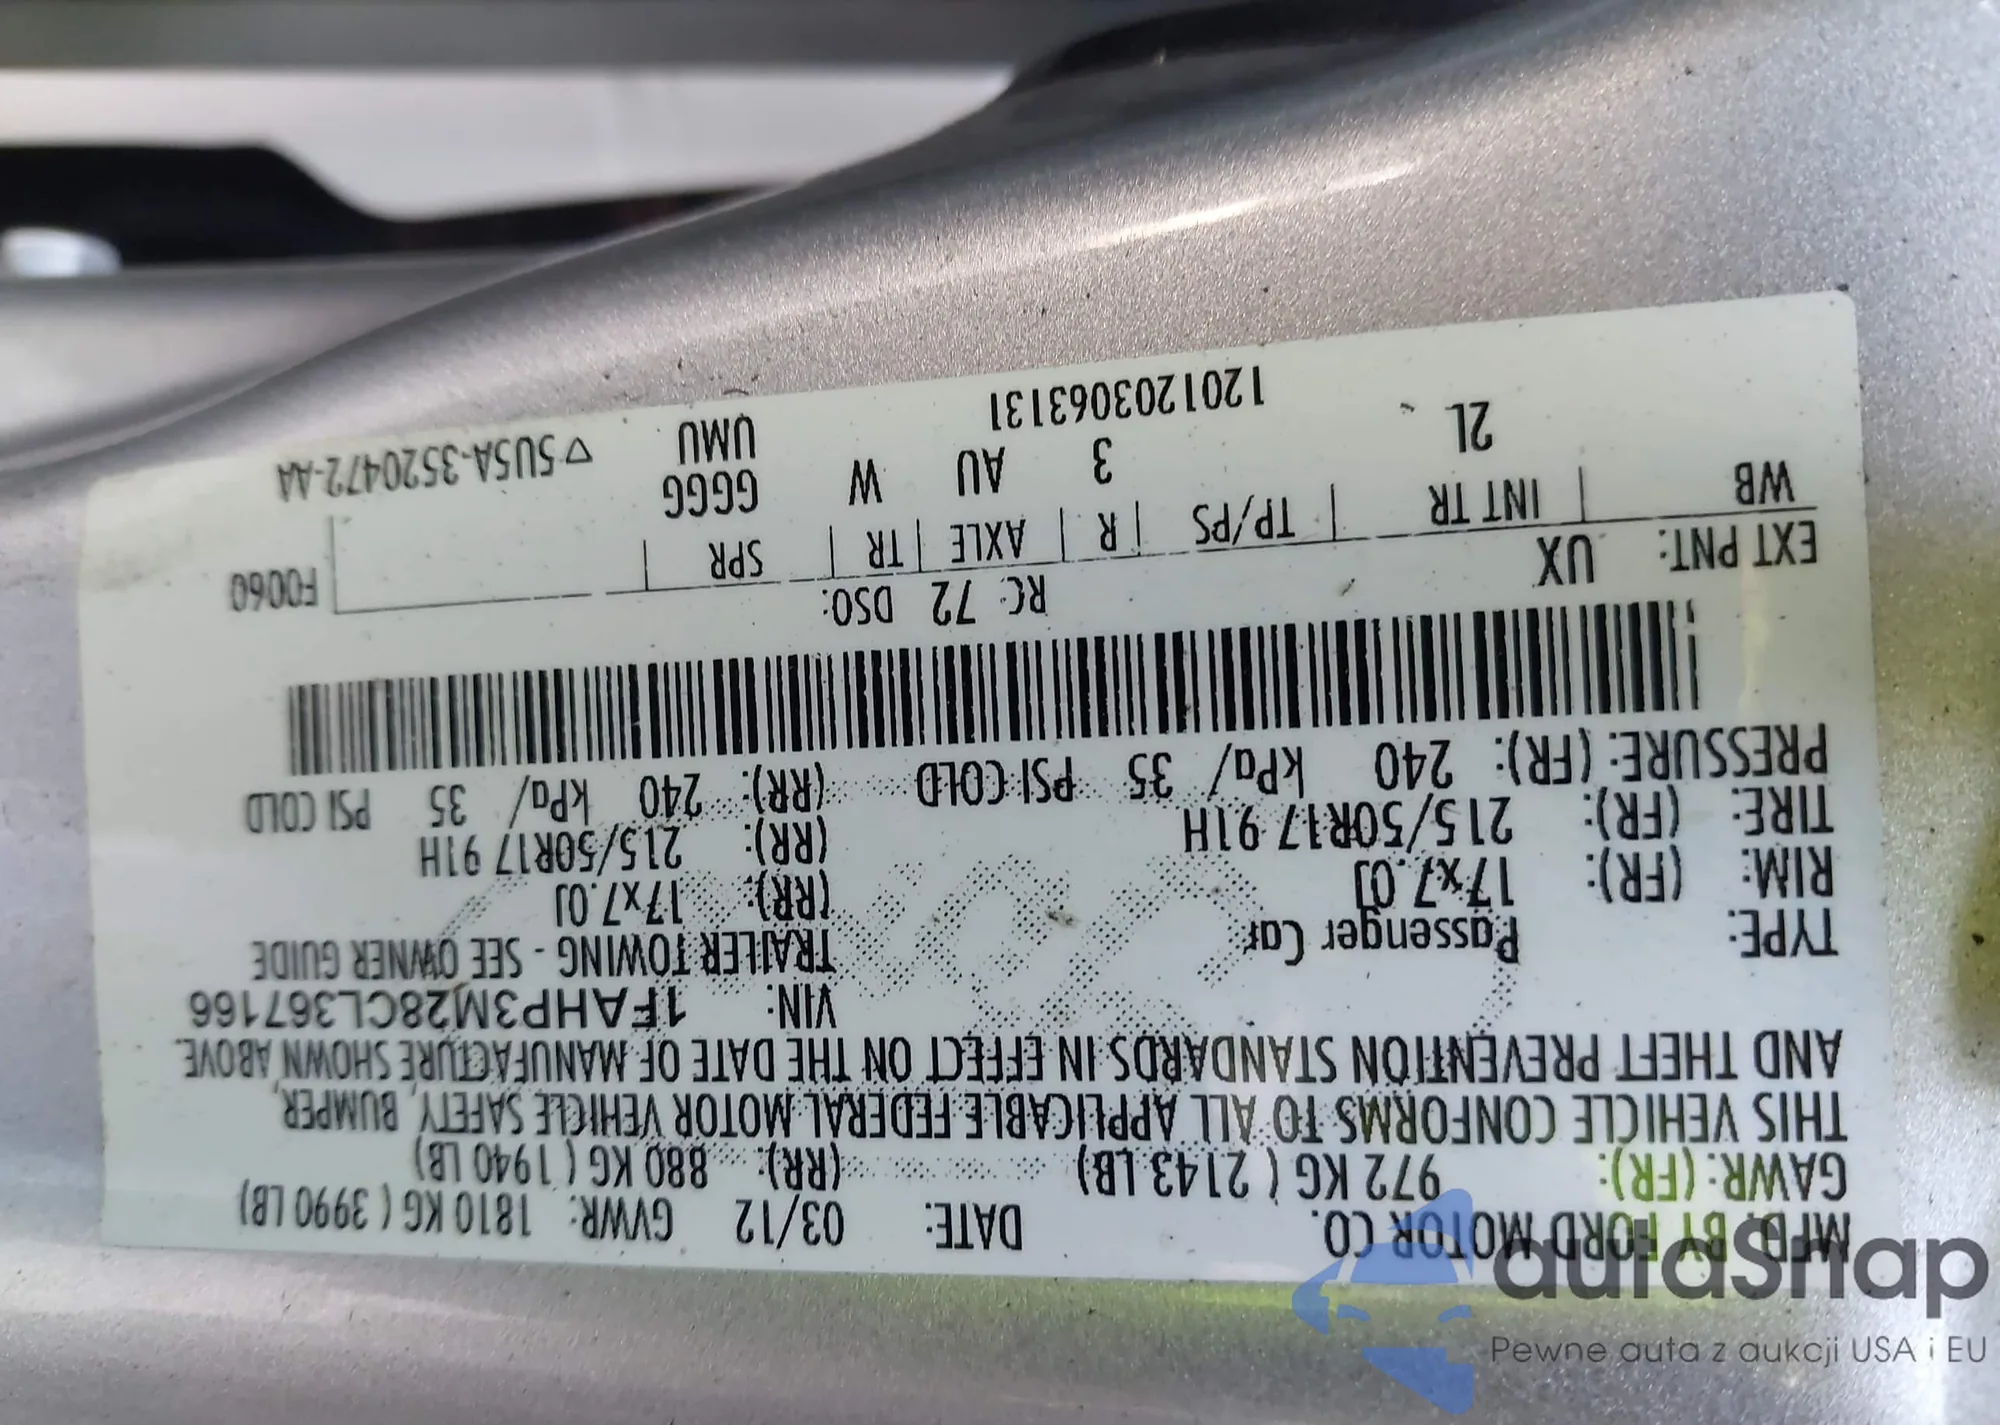 MFD. BY FORD MOTOR CO. DATE: 03/12 GVWR: 1810 KG ( 3990 LB)
GAWR: (FR): 972 KG ( 2143 LB) (RR): 880 KG ( 1940 LB)
THIS VEHICLE CONFORMS TO ALL APPLICABLE FEDERAL MOTOR VEHICLE SAFETY, BUMPER,
AND THEFT PREVENTION STANDARDS IN EFFECT ON THE DATE OF MANUFACTURE SHOWN ABOVE.
VIN: 1FAHP3M28CL367166
TYPE: Passenger Car TRAILER TOWING - SEE OWNER GUIDE
RIM: (FR): 17x7.0J (RR): 17x7.0J
TIRE: (FR): 215/50R17 91H (RR): 215/50R17 91H
PRESSURE: (FR): 240 kPa/ 35 PSI COLD (RR): 240 kPa/ 35 PSI COLD
RC: 72 DSO:
EXT PNT: UX F0060
WB | INT TR | TP/PS | R | AXLE | TR | SPR
2L 3 AU W GGGG
UMU
1201203063131 ▽5U5A-3520472-AA
autaSnap
Pewne auta z aukcji USA i EU